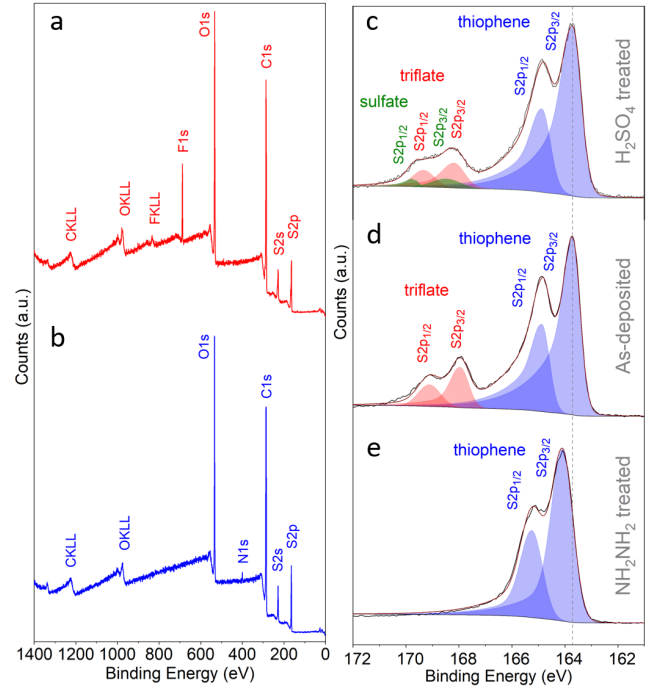 a
O1s
C1s
F1s
CKLL
OKLL
FKLL
S2s
S2p
Counts (a.u.)
b
O1s
C1s
CKLL
OKLL
N1s
S2s
S2p
1400 1200 1000 800 600 400 200 0
Binding Energy (eV)
c
thiophene
S2p3/2
S2p1/2
triflate
sulfate
S2p1/2
S2p1/2
S2p3/2
S2p3/2
H2SO4 treated
d
thiophene
S2p3/2
S2p1/2
triflate
S2p1/2
S2p3/2
As-deposited
Counts (a.u.)
e
thiophene
S2p3/2
S2p1/2
NH2NH2 treated
172 170 168 166 164 162
Binding Energy (eV)